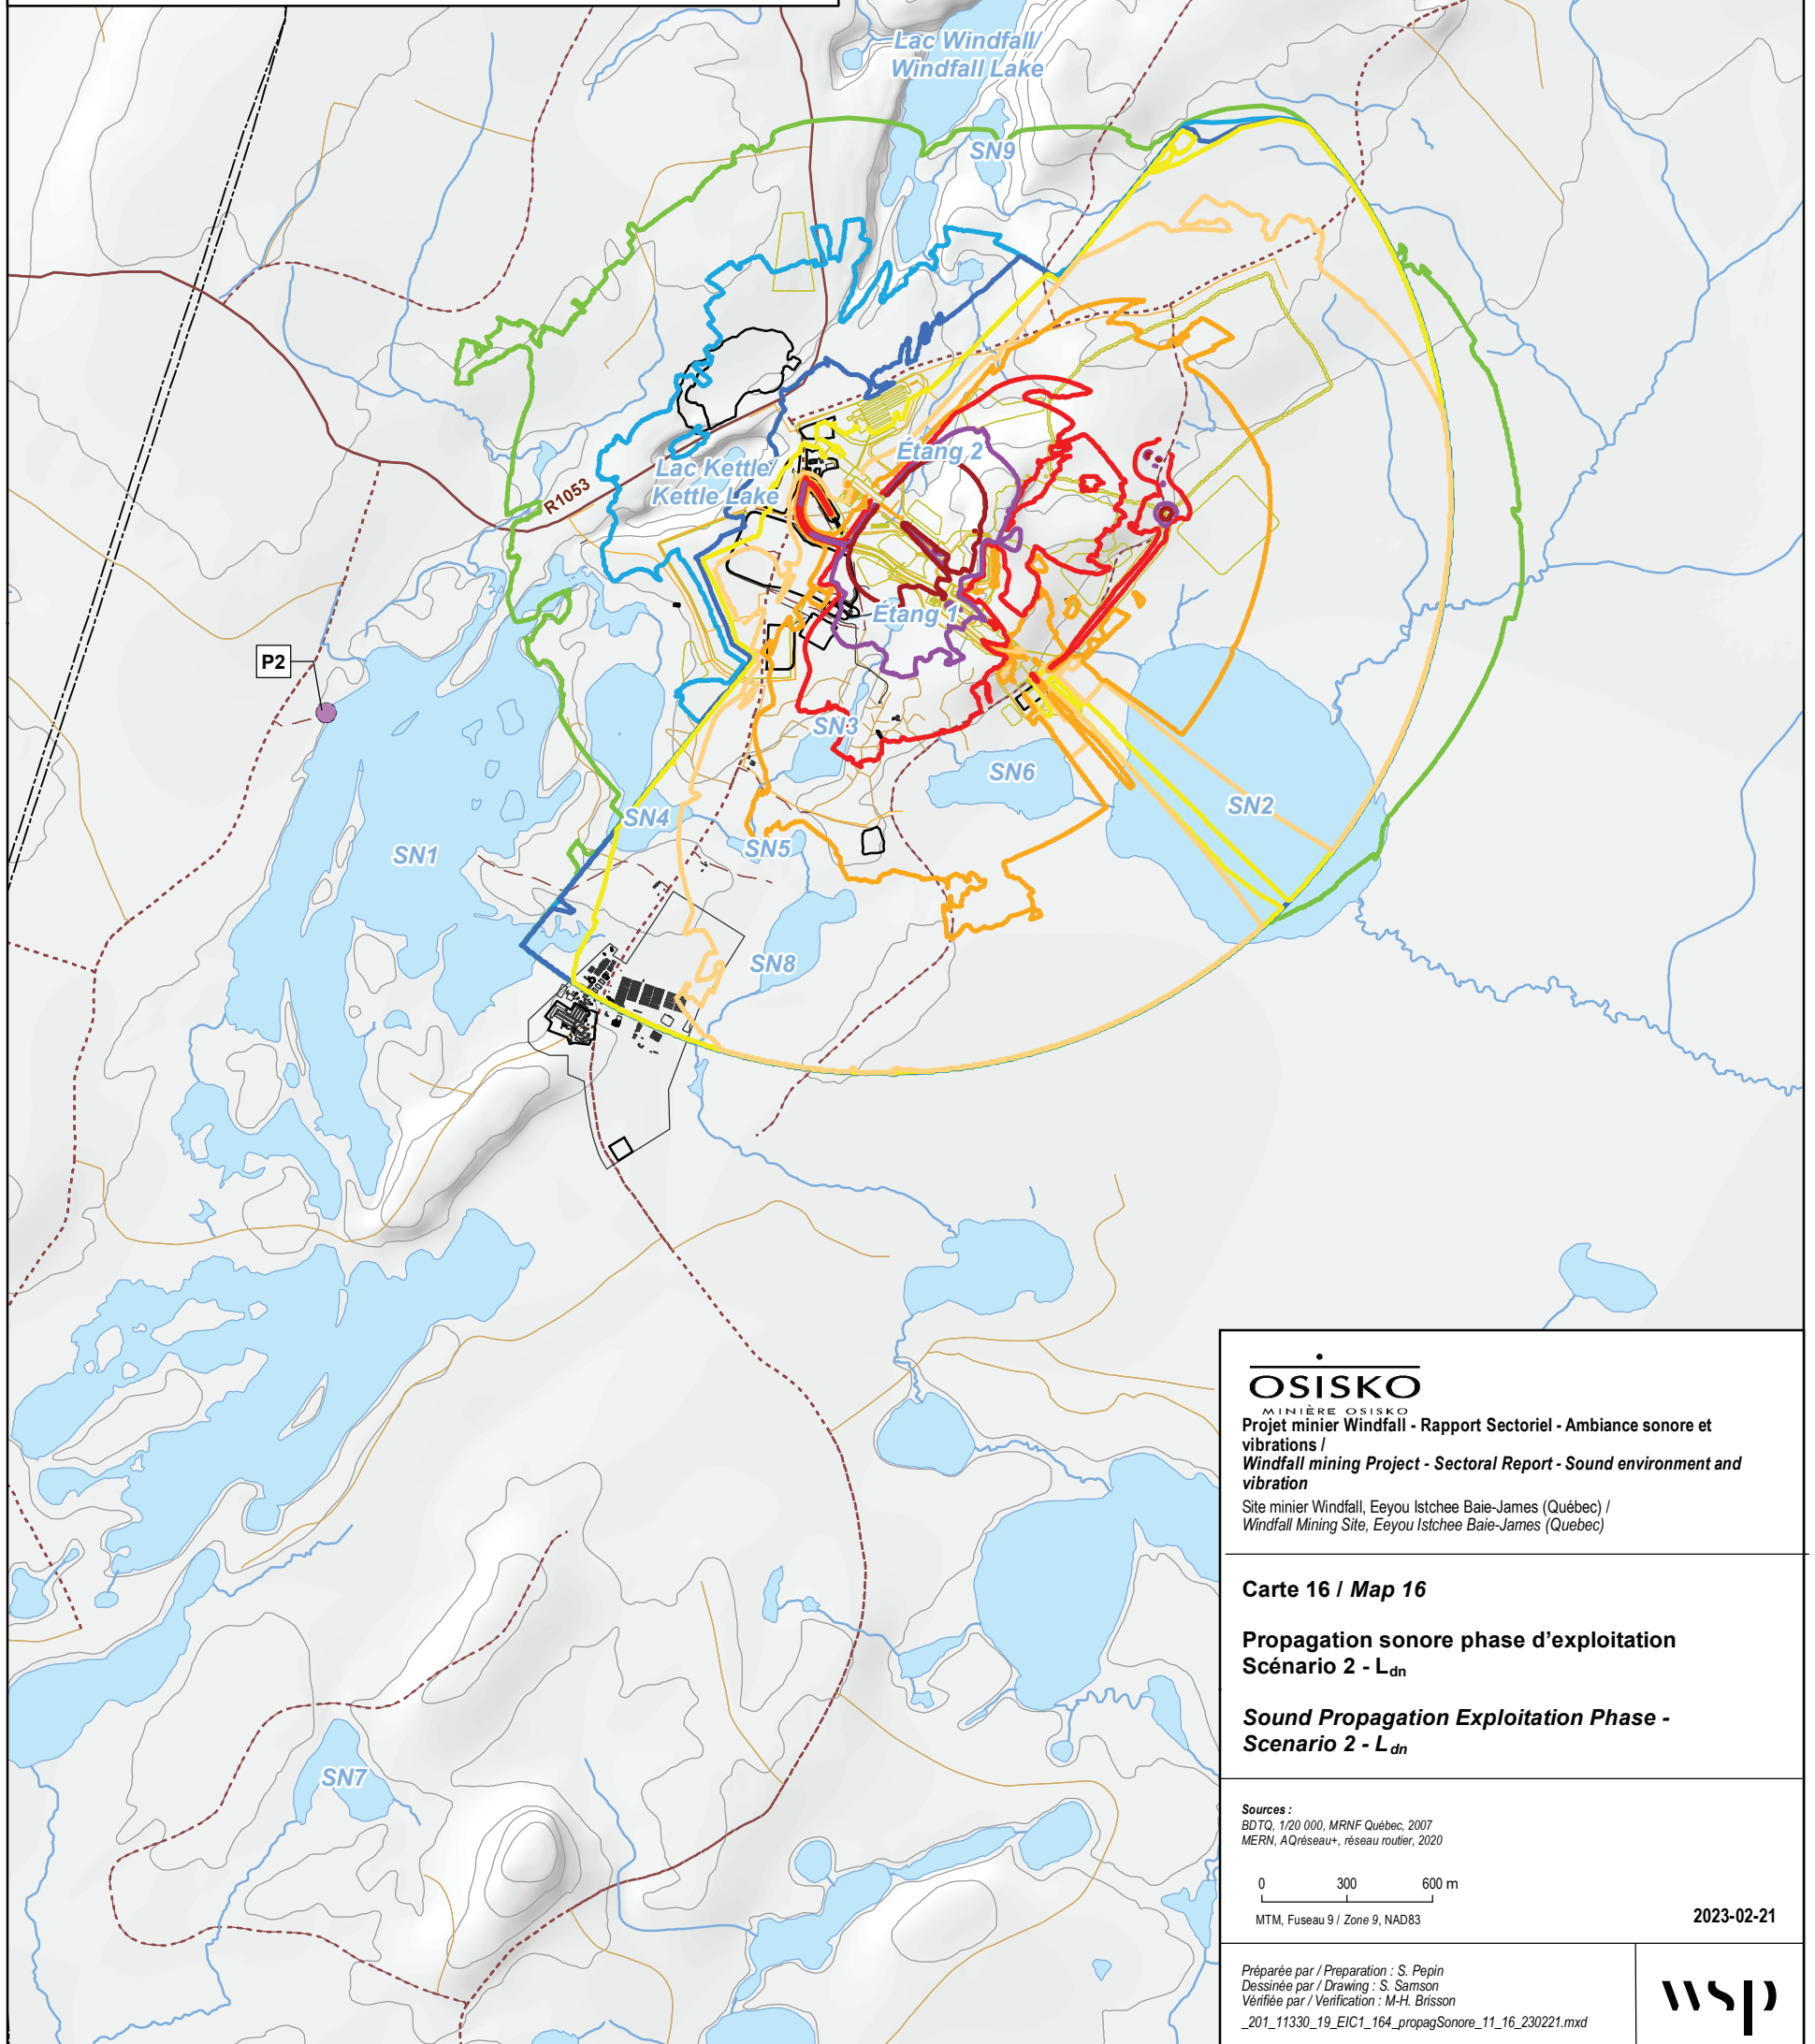 Lac Windfall/
Windfall Lake
SN9
Étang 2
Lac Kettle/
Kettle Lake
R1053
Étang 1
P2
SN3
SN6
SN2
SN4
SN5
SN1
SN8
SN7
OSISKO
MINIÈRE OSISKO
Projet minier Windfall - Rapport Sectoriel - Ambiance sonore et
vibrations /
Windfall mining Project - Sectoral Report - Sound environment and
vibration
Site minier Windfall, Eeyou Istchee Baie-James (Québec) /
Windfall Mining Site, Eeyou Istchee Baie-James (Quebec)
Carte 16 / Map 16
Propagation sonore phase d'exploitation
Scénario 2 - Ldn
Sound Propagation Exploitation Phase -
Scenario 2 - Ldn
Sources :
BDTQ, 1/20 000, MRNF Québec, 2007
MERN, AQréseau+, réseau routier, 2020
0 300 600 m
MTM, Fuseau 9 / Zone 9, NAD83
2023-02-21
Préparée par / Preparation : S. Pepin
Dessinée par / Drawing : S. Samson
Vérifiée par / Verification : M-H. Brisson
_201_11330_19_EIC1_164_propagSonore_11_16_230221.mxd
wsp